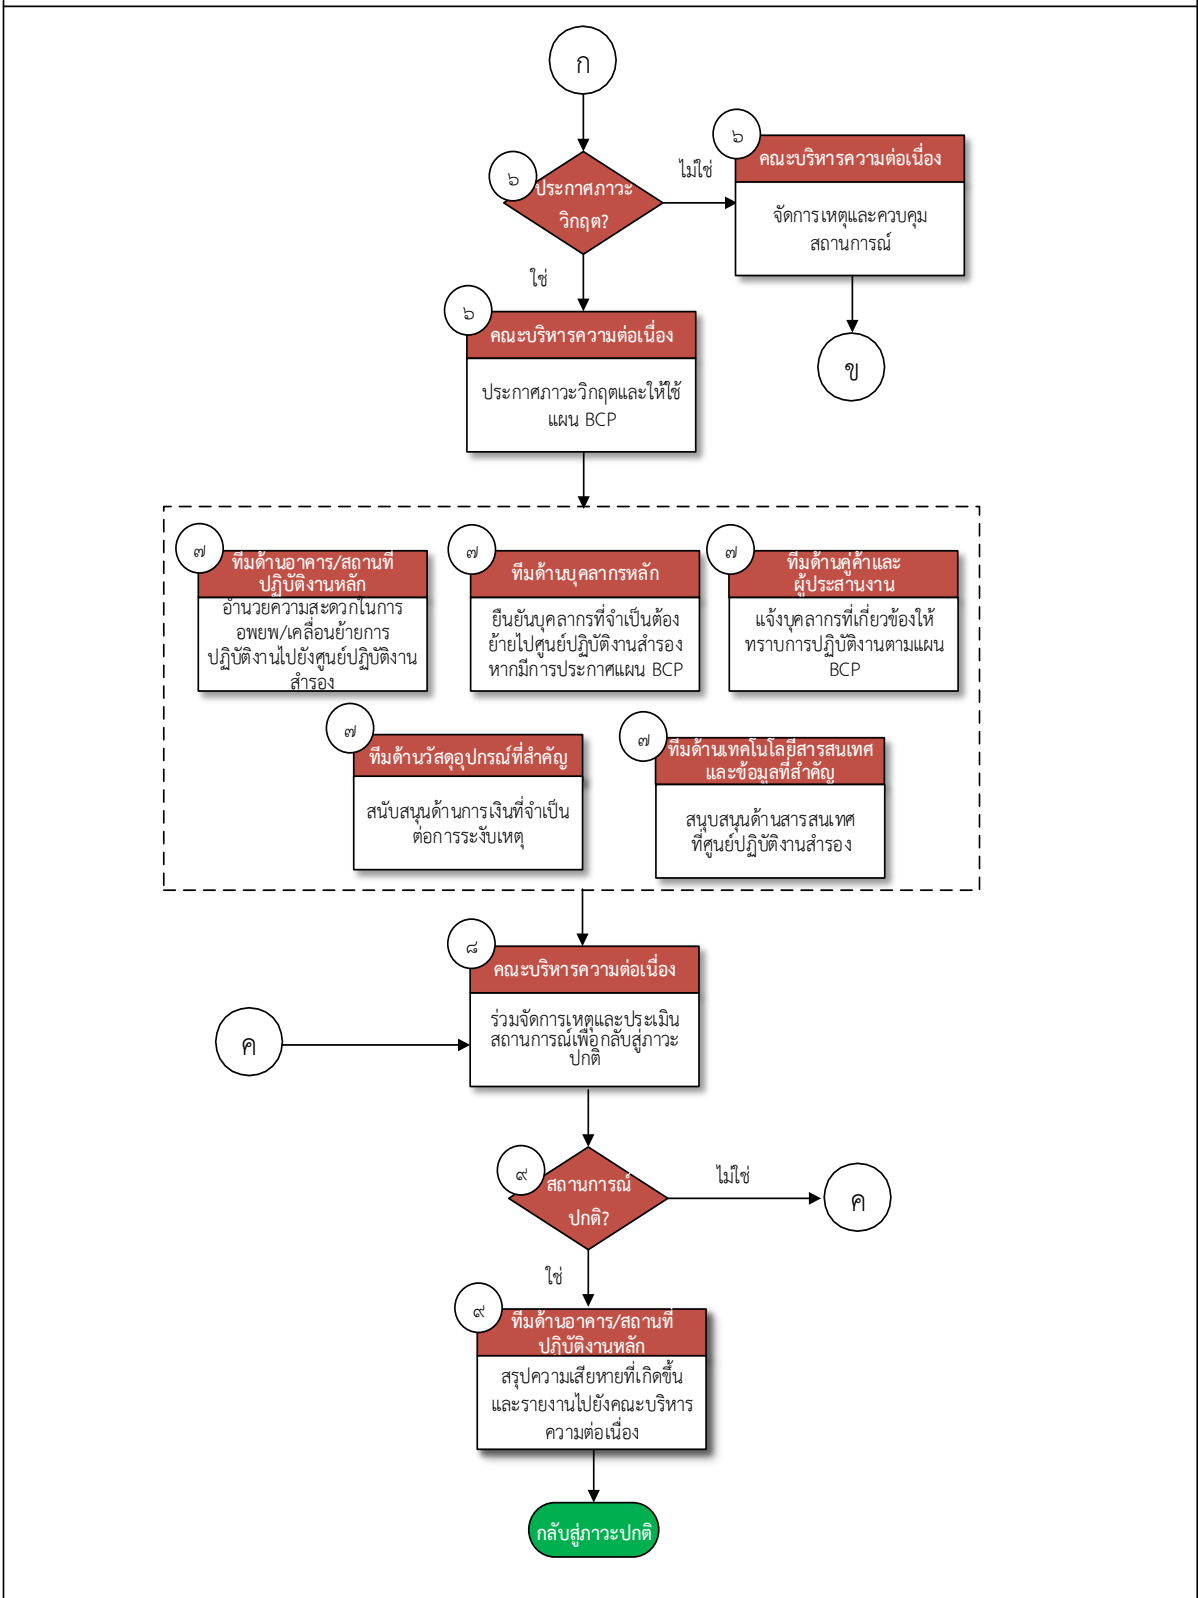 ก
๖
ประกาศภาวะ
วิกฤต?
ไม่ใช่
๖
คณะบริหารความต่อเนื่อง
จัดการเหตุและควบคุม
สถานการณ์
ข
ใช่
๖
คณะบริหารความต่อเนื่อง
ประกาศภาวะวิกฤตและให้ใช้
แผน BCP
๗
ทีมด้านอาคาร/สถานที่
ปฏิบัติงานหลัก
อำนวยความสะดวกในการ
อพยพ/เคลื่อนย้ายการ
ปฏิบัติงานไปยังศูนย์ปฏิบัติงาน
สำรอง
๗
ทีมด้านบุคลากรหลัก
ยืนยันบุคลากรที่จำเป็นต้อง
ย้ายไปศูนย์ปฏิบัติงานสำรอง
หากมีการประกาศแผน BCP
๗
ทีมด้านคู่ค้าและ
ผู้ประสานงาน
แจ้งบุคลากรที่เกี่ยวข้องให้
ทราบการปฏิบัติงานตามแผน
BCP
๗
ทีมด้านวัสดุอุปกรณ์ที่สำคัญ
สนับสนุนด้านการเงินที่จำเป็น
ต่อการระงับเหตุ
๗
ทีมด้านเทคโนโลยีสารสนเทศ
และข้อมูลที่สำคัญ
สนุบสนุนด้านสารสนเทศ
ที่ศูนย์ปฏิบัติงานสำรอง
๘
คณะบริหารความต่อเนื่อง
ร่วมจัดการเหตุและประเมิน
สถานการณ์เพื่อกลับสู่ภาวะ
ปกติ
ค
๙
สถานการณ์
ปกติ?
ไม่ใช่
ค
ใช่
๙
ทีมด้านอาคาร/สถานที่
ปฏิบัติงานหลัก
สรุปความเสียหายที่เกิดขึ้น
และรายงานไปยังคณะบริหาร
ความต่อเนื่อง
กลับสู่ภาวะปกติ